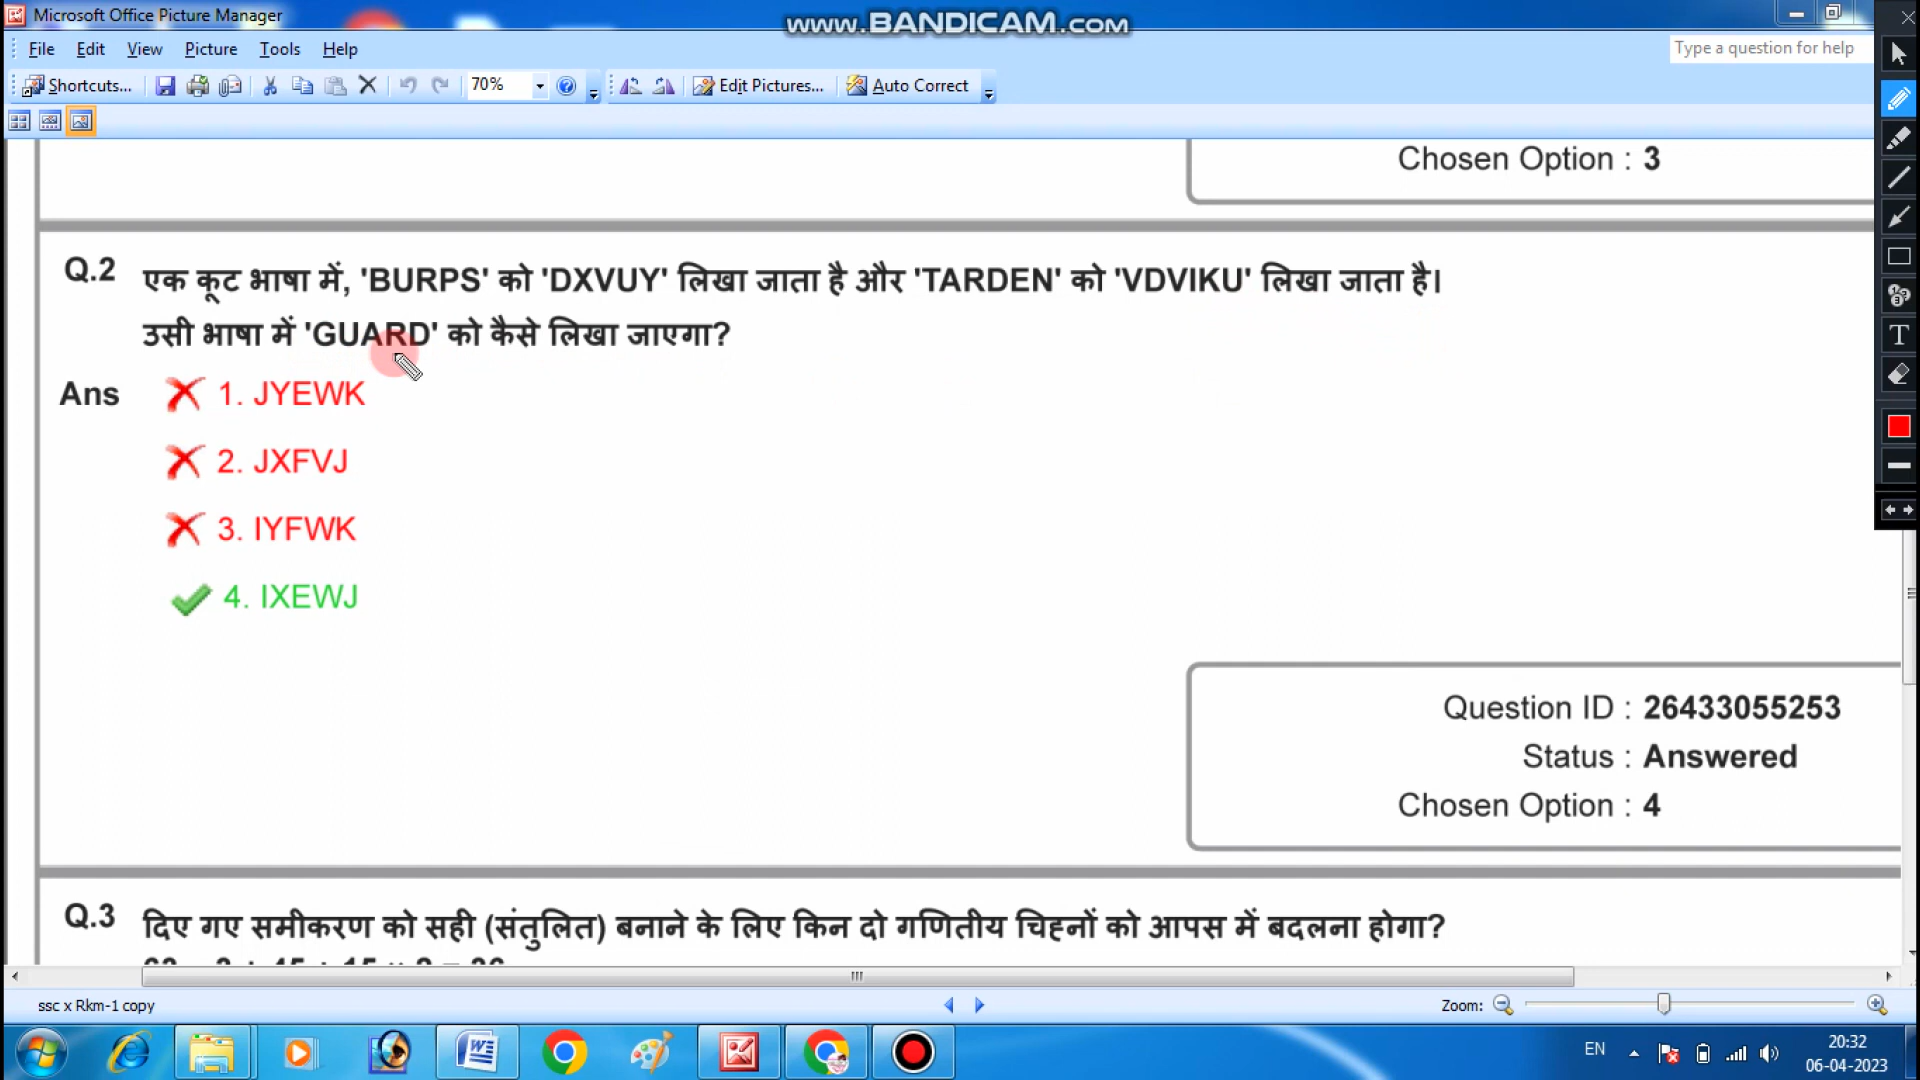 Microsoft Office Picture Manager
www.BANDICAM.com
File Edit View Picture Tools Help
Type a question for help
Shortcuts... 70% Edit Pictures... Auto Correct
Chosen Option : 3
Q.2 एक कूट भाषा में, 'BURPS' को 'DXVUY' लिखा जाता है और 'TARDEN' को 'VDVIKU' लिखा जाता है।
उसी भाषा में 'GUARD' को कैसे लिखा जाएगा?
Ans 1. JYEWK
2. JXFVJ
3. IYFWK
4. IXEWJ
Question ID : 26433055253
Status : Answered
Chosen Option : 4
Q.3 दिए गए समीकरण को सही (संतुलित) बनाने के लिए किन दो गणितीय चिह्नों को आपस में बदलना होगा?
ssc x Rkm-1 copy
Zoom:
EN
20:32
06-04-2023